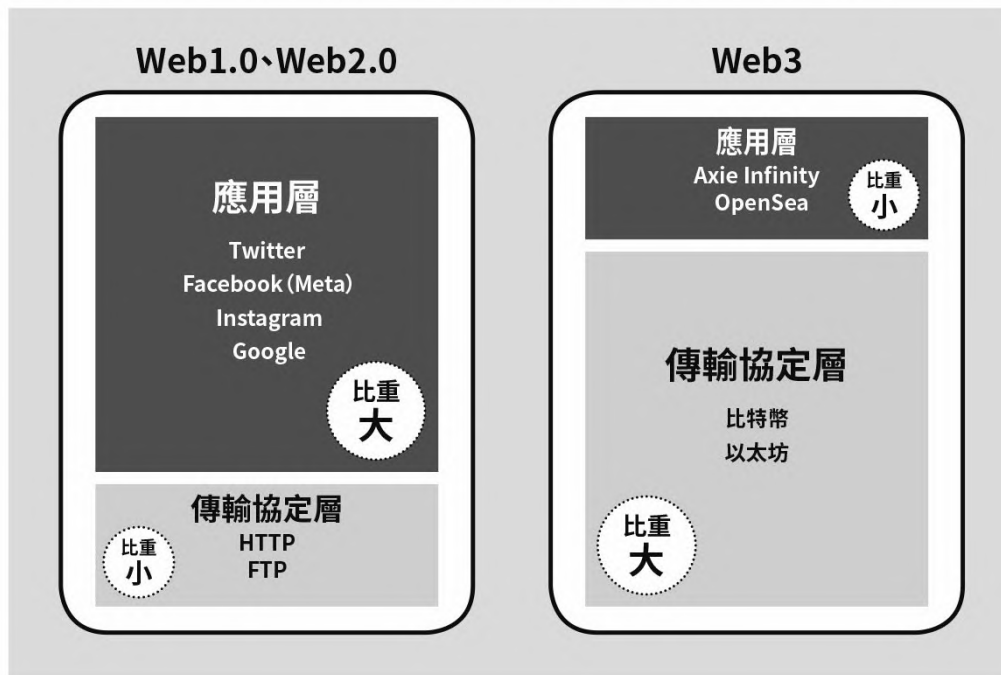 Web1.0、Web2.0
應用層
Twitter
Facebook(Meta)
Instagram
Google
比重
大
傳輸協定層
HTTP
FTP
比重
小
Web3
應用層
Axie Infinity
OpenSea
比重
小
傳輸協定層
比特幣
以太坊
比重
大